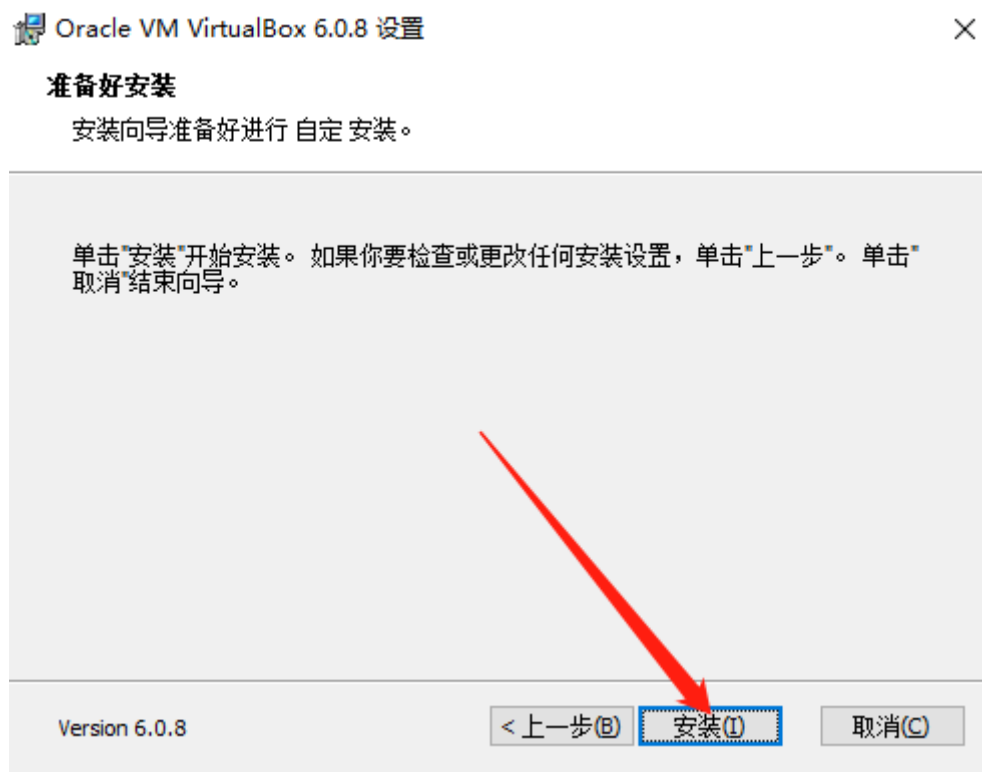 Oracle VM VirtualBox 6.0.8 设置
准备好安装
安装向导准备好进行 自定 安装。
单击"安装"开始安装。 如果你要检查或更改任何安装设置，单击"上一步"。 单击"
取消"结束向导。
Version 6.0.8
< 上一步(B)
安装(I)
取消(C)